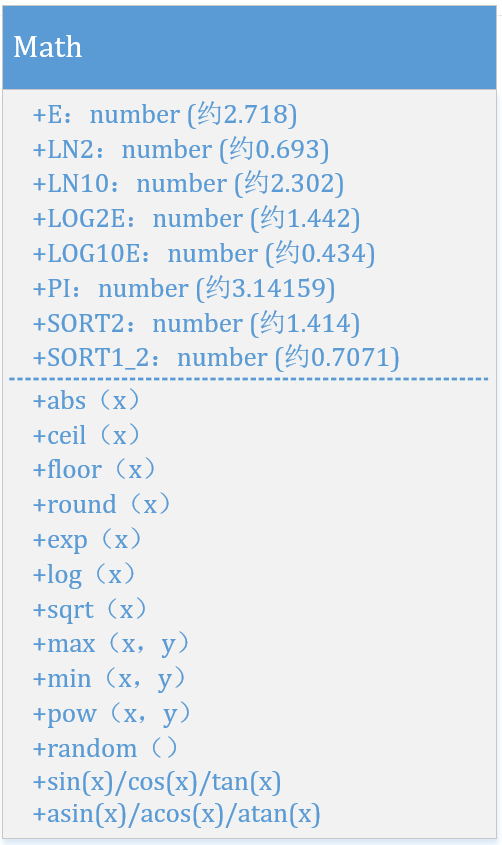 Math
+E：number (约2.718)
+LN2：number (约0.693)
+LN10：number (约2.302)
+LOG2E：number (约1.442)
+LOG10E：number (约0.434)
+PI：number (约3.14159)
+SORT2：number (约1.414)
+SORT1_2：number (约0.7071)
+abs（x）
+ceil（x）
+floor（x）
+round（x）
+exp（x）
+log（x）
+sqrt（x）
+max（x，y）
+min（x，y）
+pow（x，y）
+random（）
+sin(x)/cos(x)/tan(x)
+asin(x)/acos(x)/atan(x)